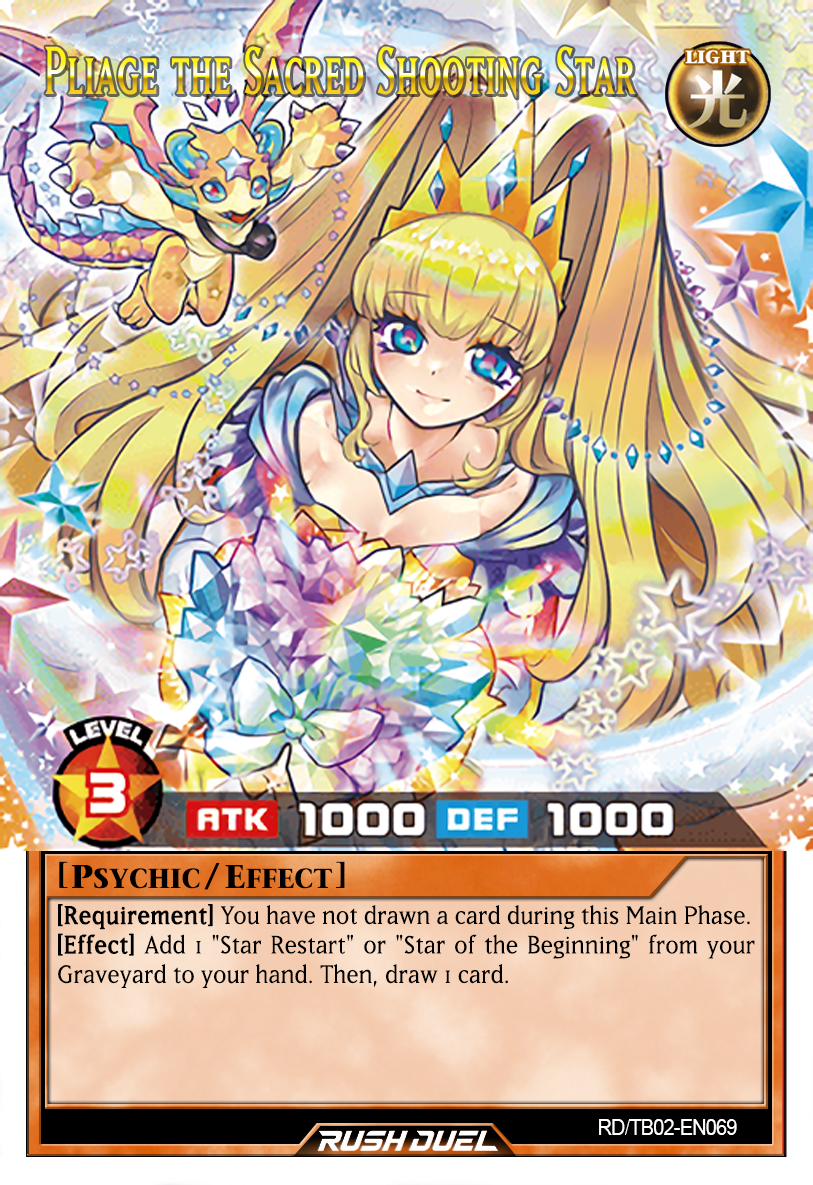 Pliage the Sacred Shooting Star
LIGHT
光
LEVEL
3
ATK 1000 DEF 1000
[Psychic/Effect]
[Requirement] You have not drawn a card during this Main Phase.
[Effect] Add 1 "Star Restart" or "Star of the Beginning" from your
Graveyard to your hand. Then, draw 1 card.
RD/TB02-EN069
RUSH DUEL